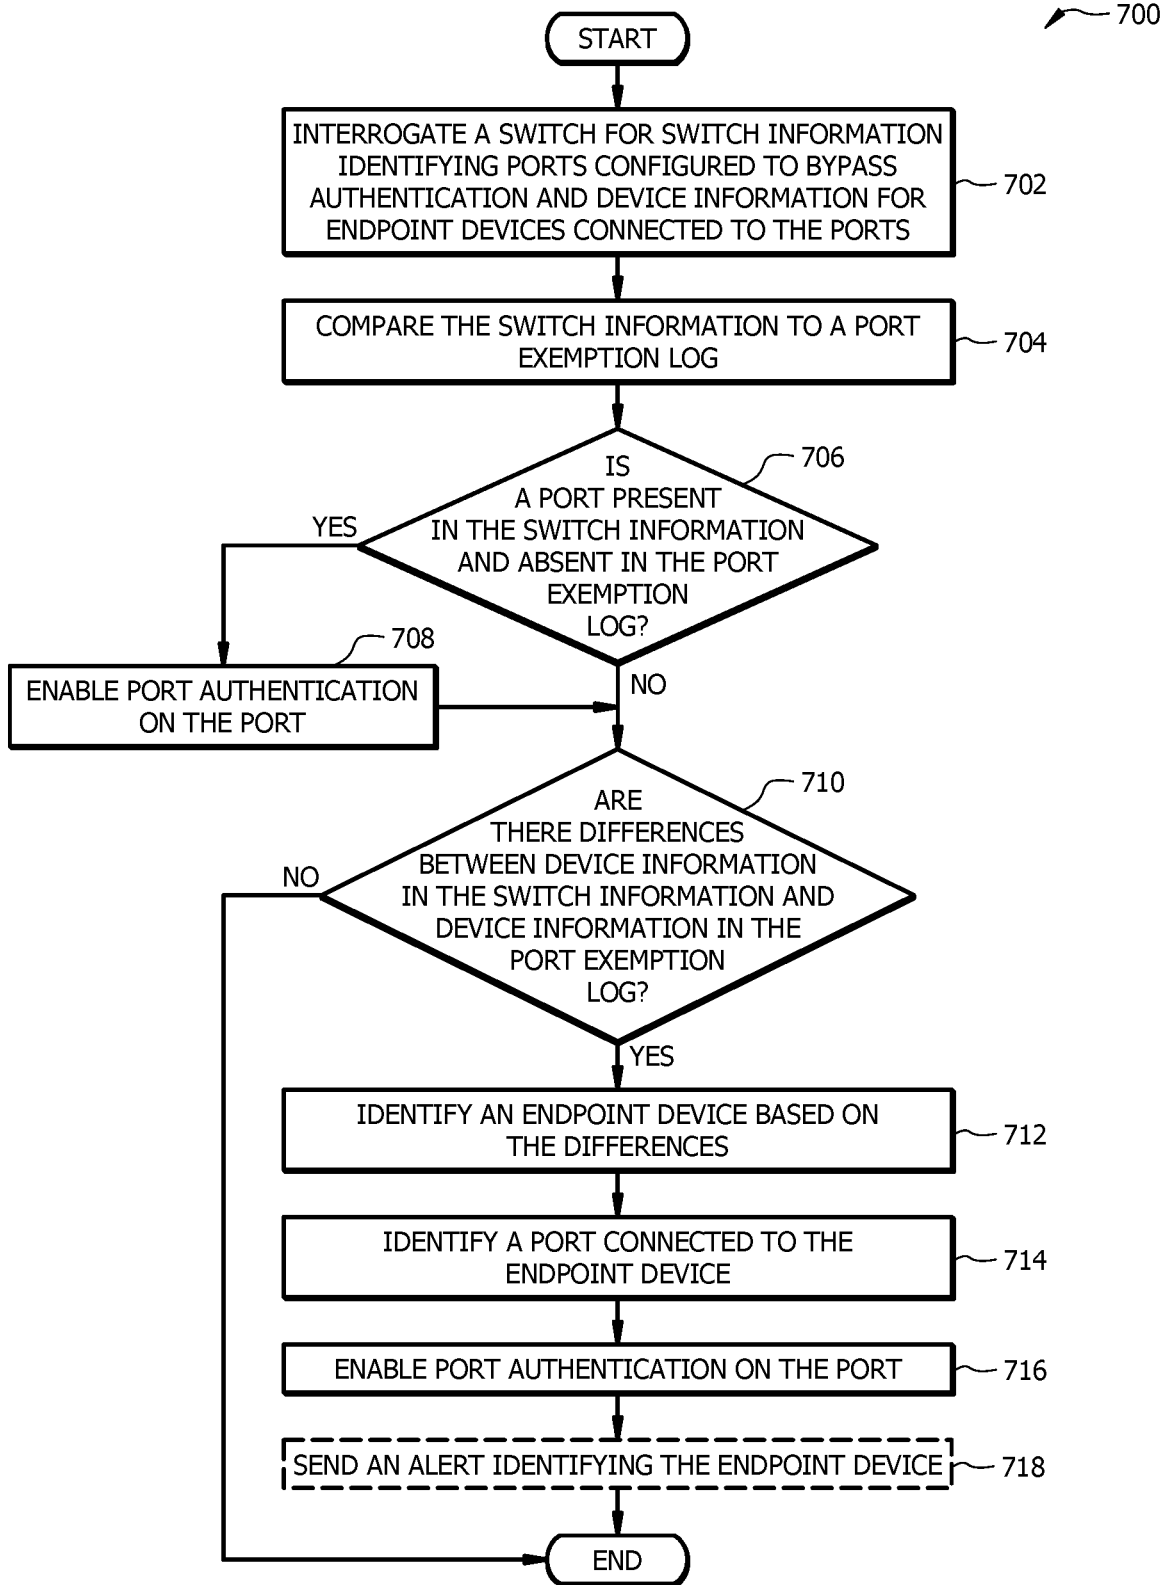 700
START
INTERROGATE A SWITCH FOR SWITCH INFORMATION
IDENTIFYING PORTS CONFIGURED TO BYPASS
AUTHENTICATION AND DEVICE INFORMATION FOR
ENDPOINT DEVICES CONNECTED TO THE PORTS
702
COMPARE THE SWITCH INFORMATION TO A PORT
EXEMPTION LOG
704
IS
A PORT PRESENT
IN THE SWITCH INFORMATION
AND ABSENT IN THE PORT
EXEMPTION
LOG?
706
YES
NO
708
ENABLE PORT AUTHENTICATION
ON THE PORT
ARE
THERE DIFFERENCES
BETWEEN DEVICE INFORMATION
IN THE SWITCH INFORMATION AND
DEVICE INFORMATION IN THE
PORT EXEMPTION
LOG?
710
NO
YES
IDENTIFY AN ENDPOINT DEVICE BASED ON
THE DIFFERENCES
712
IDENTIFY A PORT CONNECTED TO THE
ENDPOINT DEVICE
714
ENABLE PORT AUTHENTICATION ON THE PORT
716
SEND AN ALERT IDENTIFYING THE ENDPOINT DEVICE
718
END